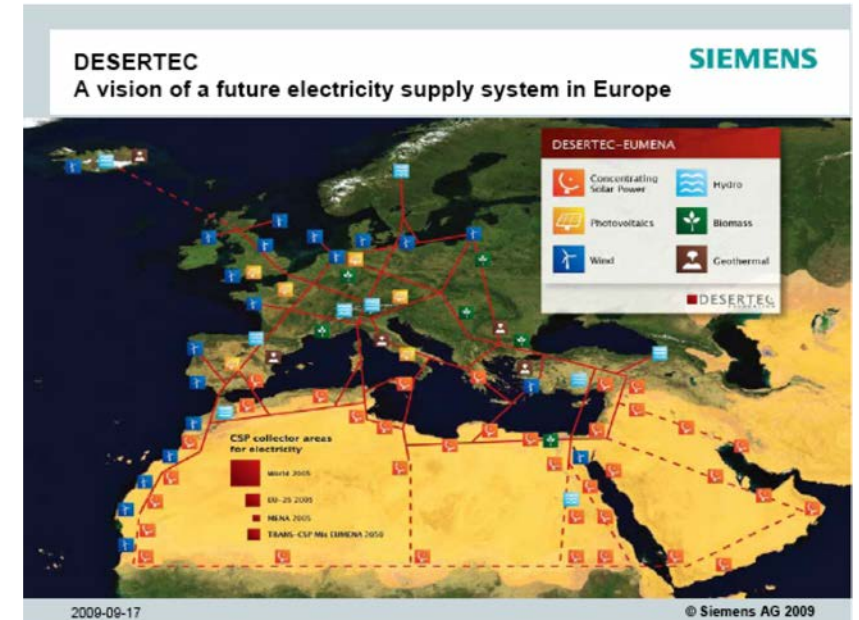 DESERTEC
A vision of a future electricity supply system in Europe
SIEMENS
DESERTEC-EUMENA
Concentrating
Solar Power
Hydro
Photovoltaics
Biomass
Wind
Geothermal
DESERTEC
FOUNDATION
CSP collector areas
for electricity
World 2005
EU-25 2005
MENA 2005
TRANS-CSP Mix EUMENA 2050
2009-09-17
© Siemens AG 2009